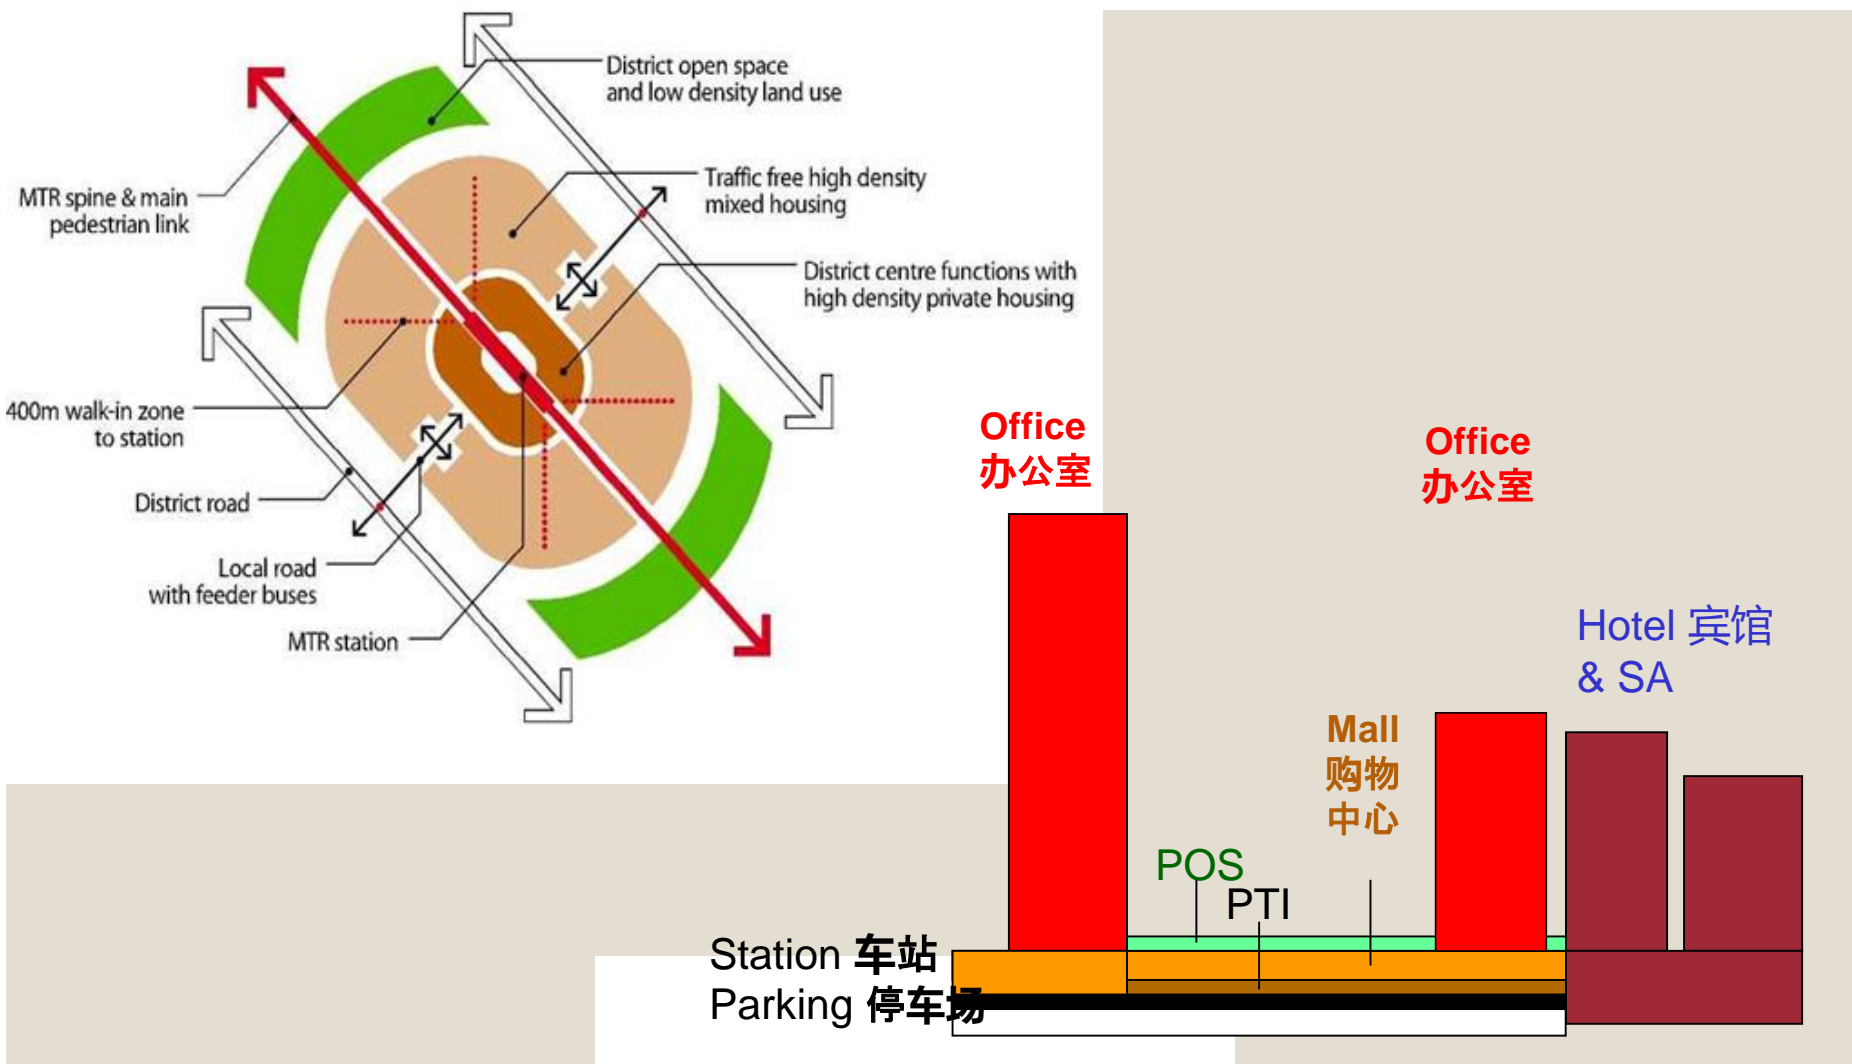 District open space
and low density land use
MTR spine & main
pedestrian link
Traffic free high density
mixed housing
District centre functions with
high density private housing
400m walk-in zone
to station
District road
Local road
with feeder buses
MTR station
Office
办公室
Office
办公室
Hotel 宾馆
& SA
Mall
购物
中心
POS
PTI
Station 车站
Parking 停车场